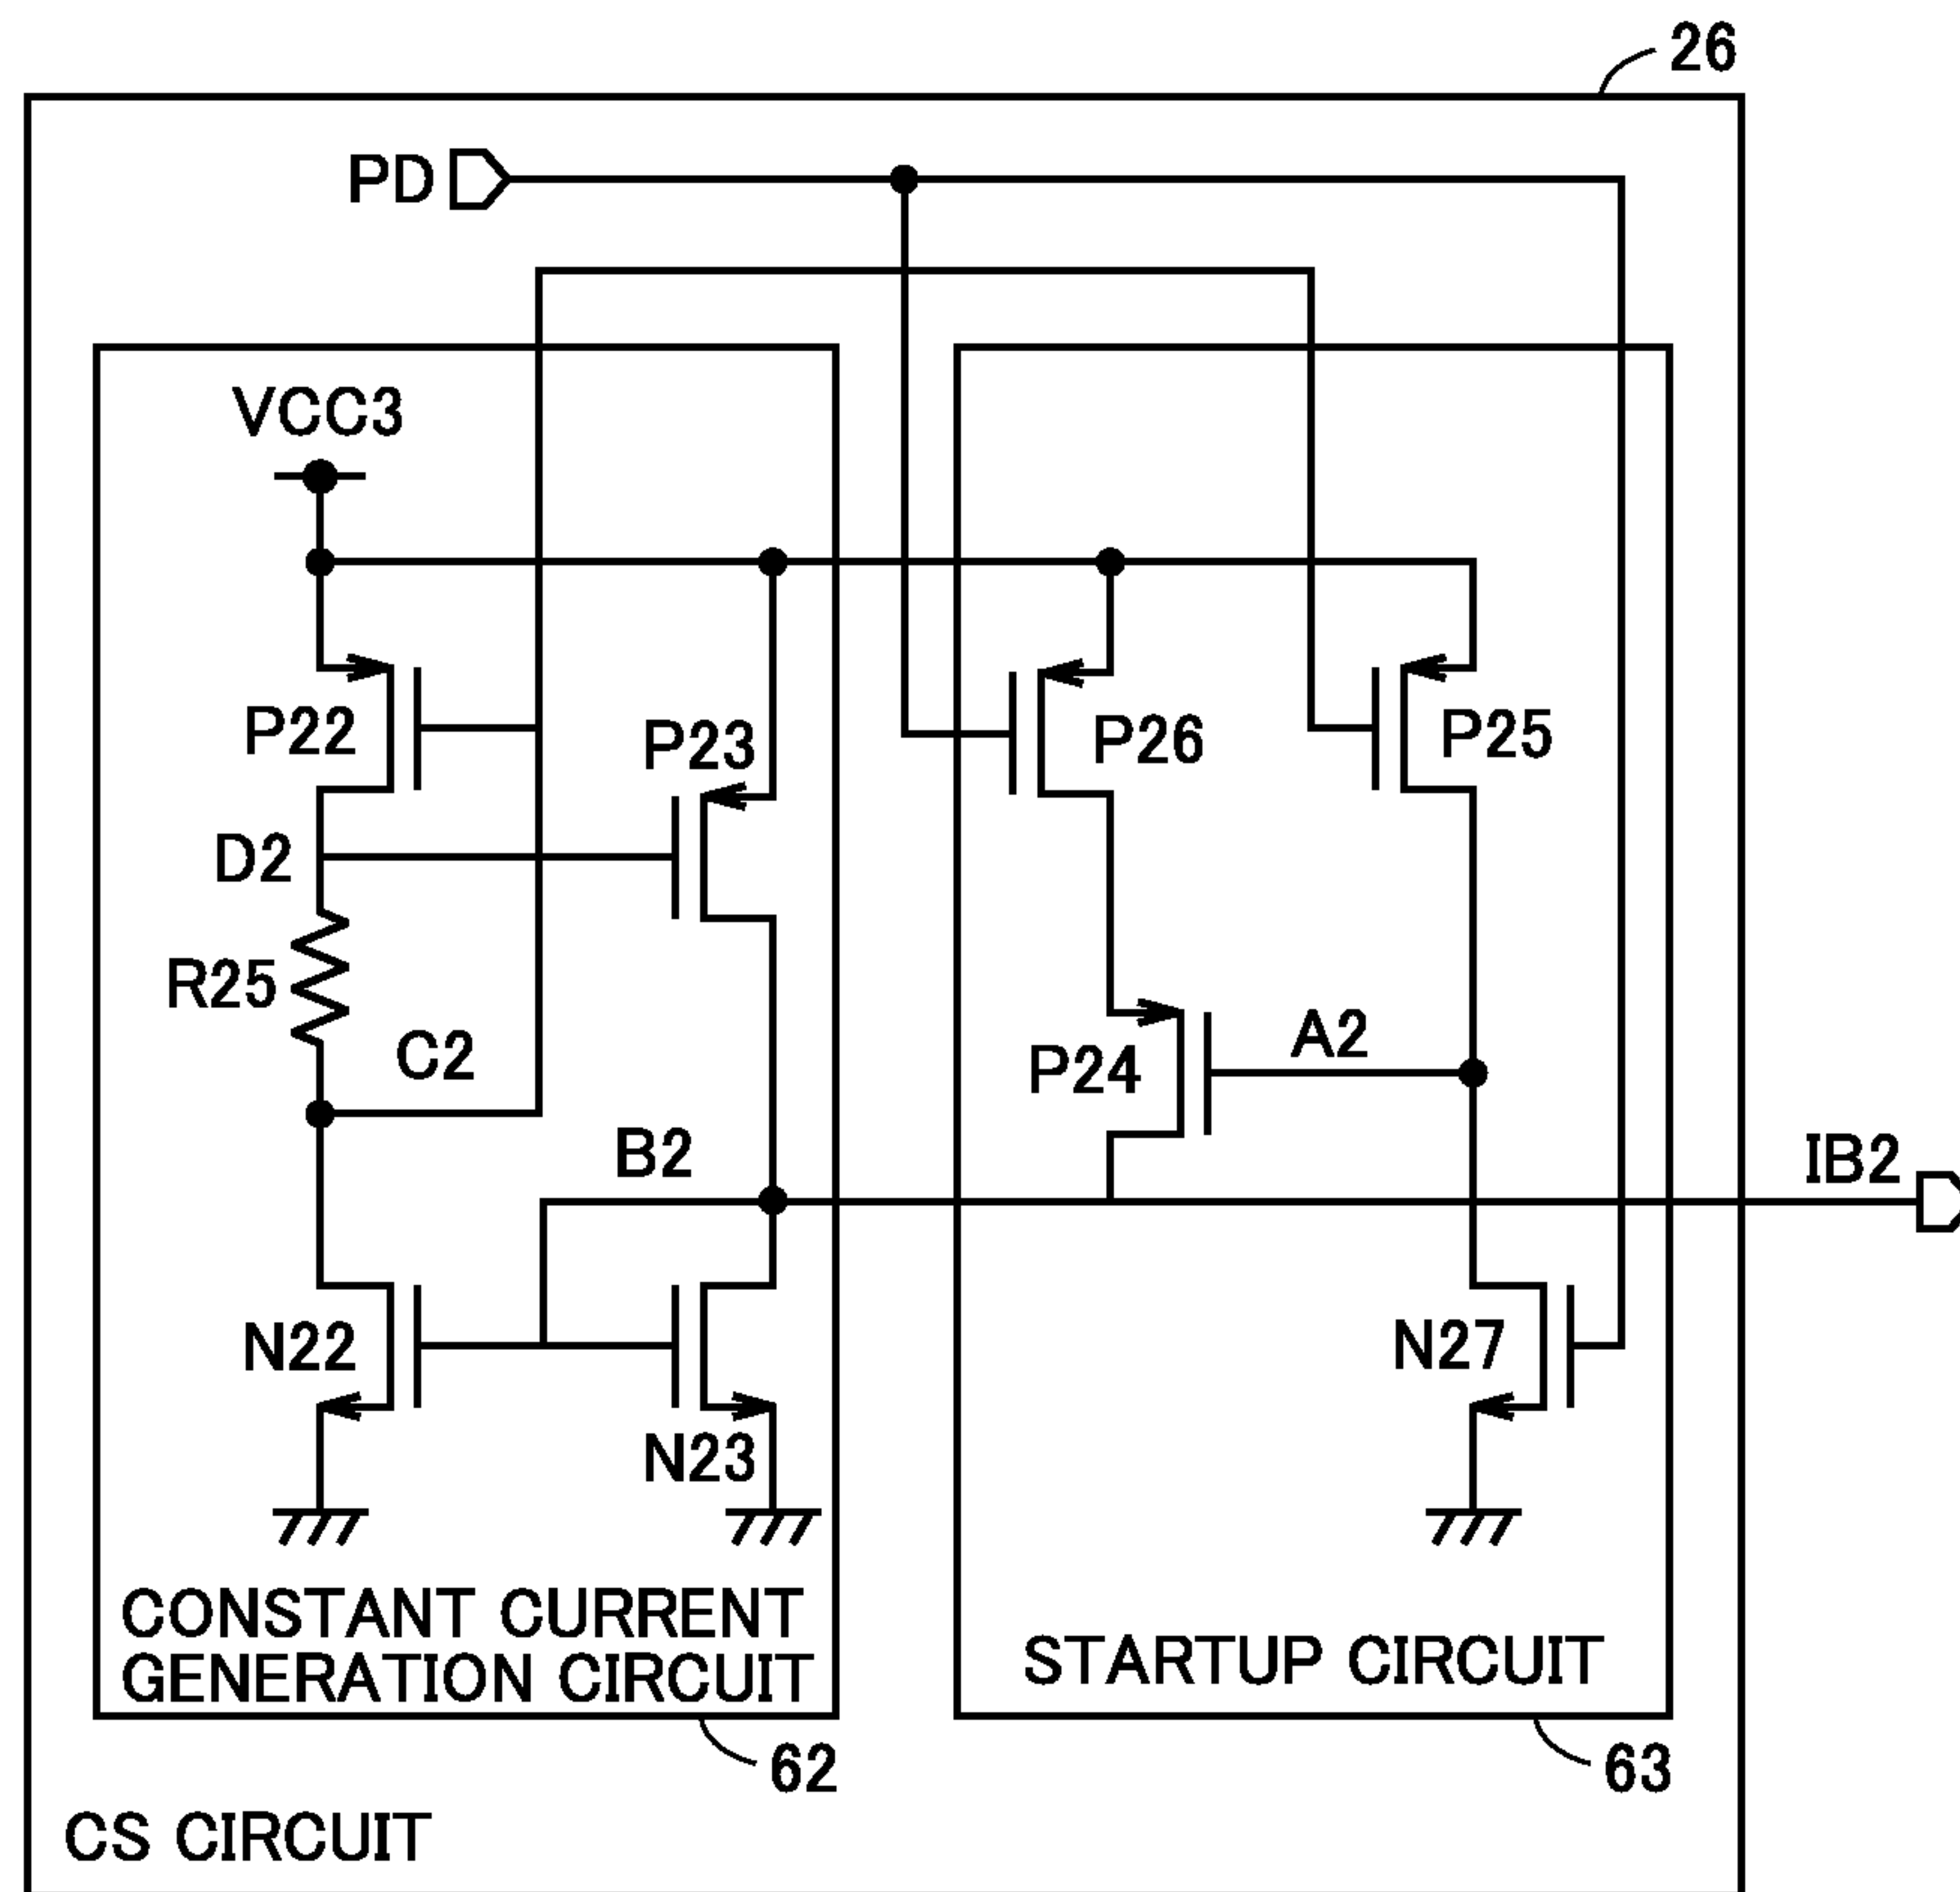 26
PD
VCC3
P22
P23
P26
P25
D2
R25
C2
A2
P24
B2
IB2
N22
N27
N23
CONSTANT CURRENT
GENERATION CIRCUIT
STARTUP CIRCUIT
62
63
CS CIRCUIT